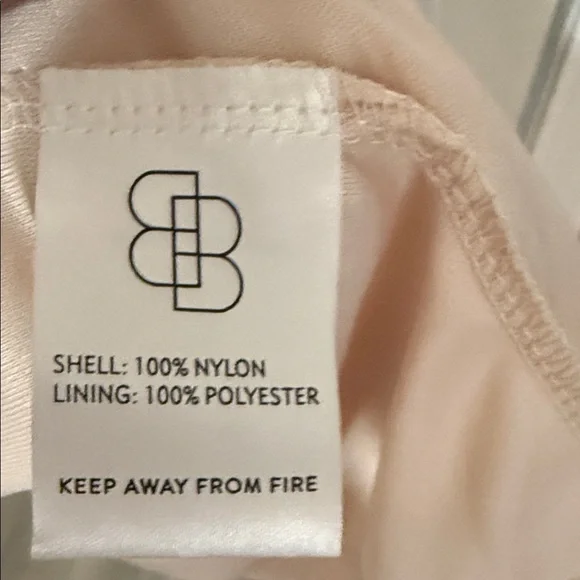 SHELL: 100% NYLON
LINING: 100% POLYESTER
KEEP AWAY FROM FIRE